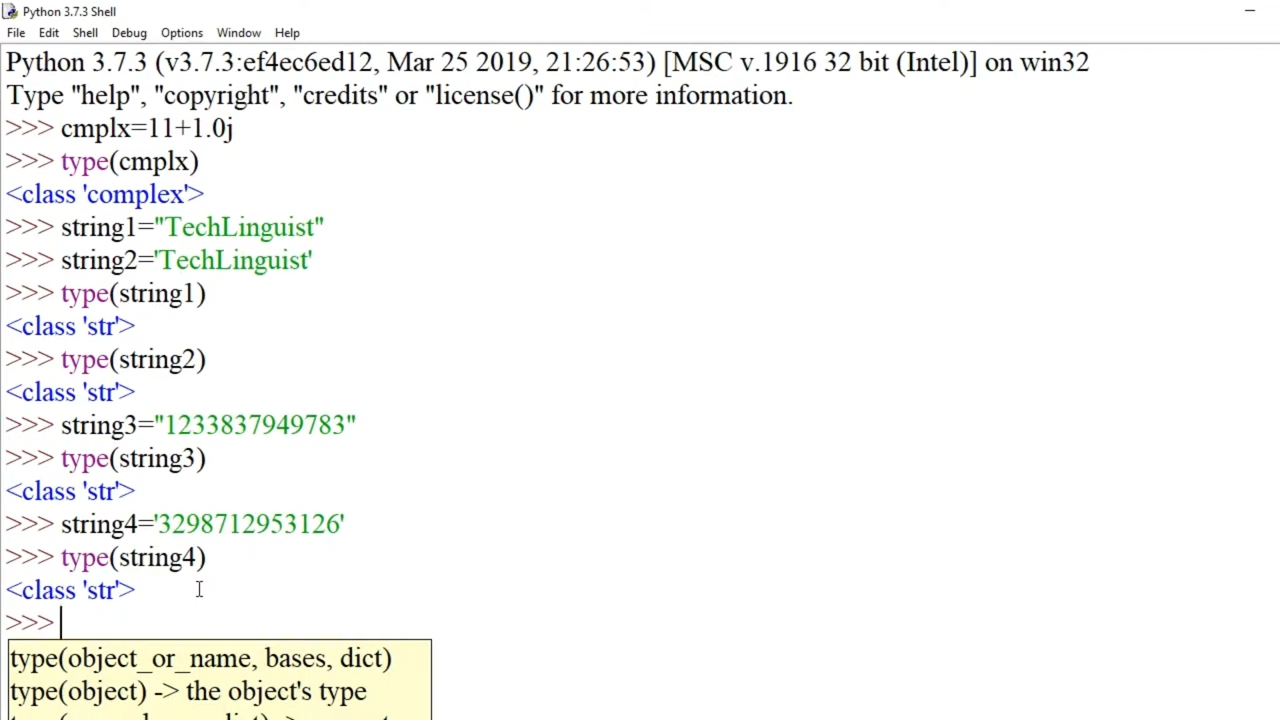 Python 3.7.3 Shell
File Edit Shell Debug Options Window Help
Python 3.7.3 (v3.7.3:ef4ec6ed12, Mar 25 2019, 21:26:53) [MSC v.1916 32 bit (Intel)] on win32
Type "help", "copyright", "credits" or "license()" for more information.
>>> cmplx=11+1.0j
>>> type(cmplx)
<class 'complex'>
>>> string1="TechLinguist"
>>> string2='TechLinguist'
>>> type(string1)
<class 'str'>
>>> type(string2)
<class 'str'>
>>> string3="1233837949783"
>>> type(string3)
<class 'str'>
>>> string4='3298712953126'
>>> type(string4)
<class 'str'>
>>>
type(object_or_name, bases, dict)
type(object) -> the object's type